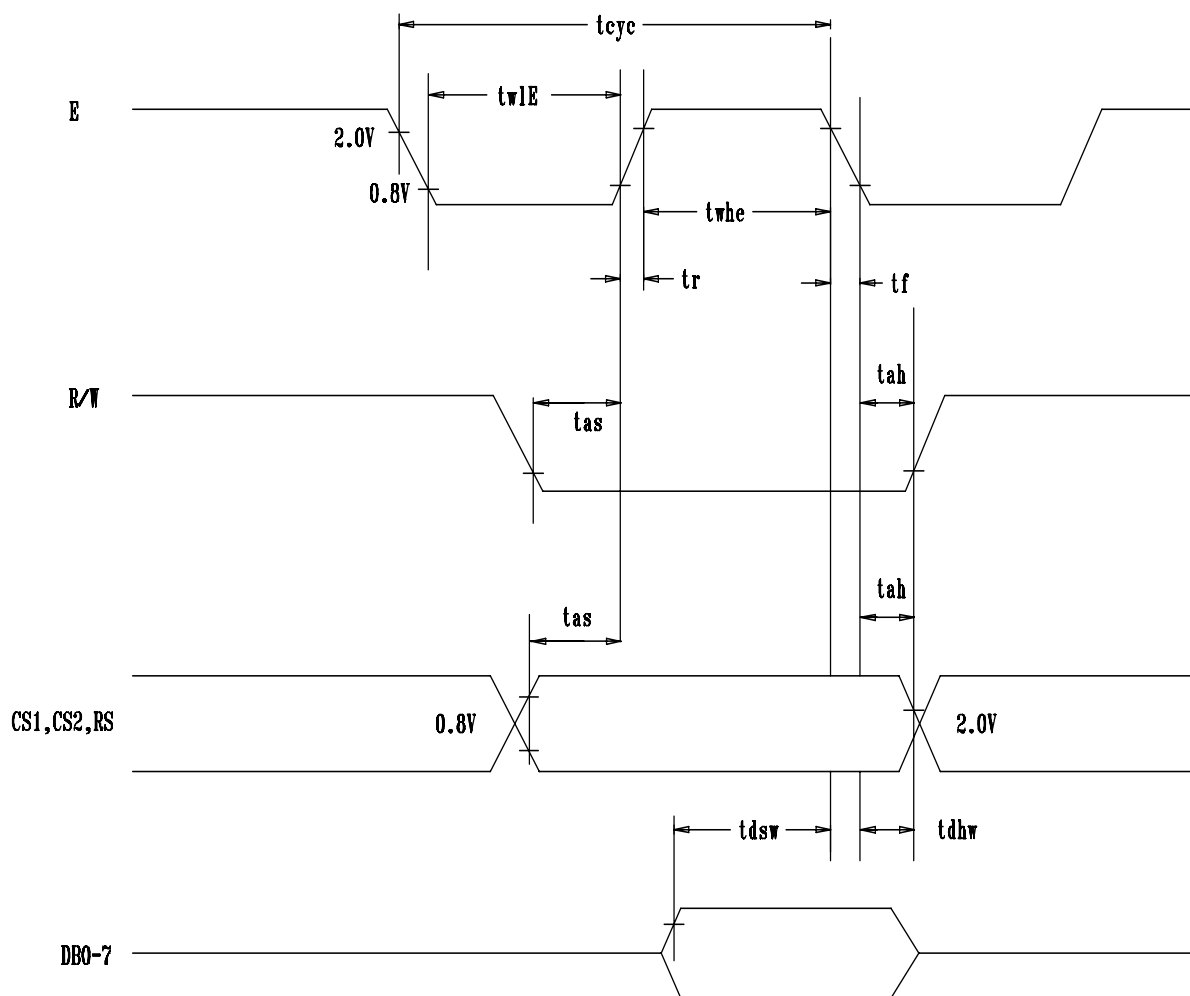 tcyc
twlE
E
2.0V
0.8V
twhe
tr
tf
tah
R/W
tas
tah
tas
CS1,CS2,RS
0.8V
2.0V
tdsw
tdhw
DB0-7